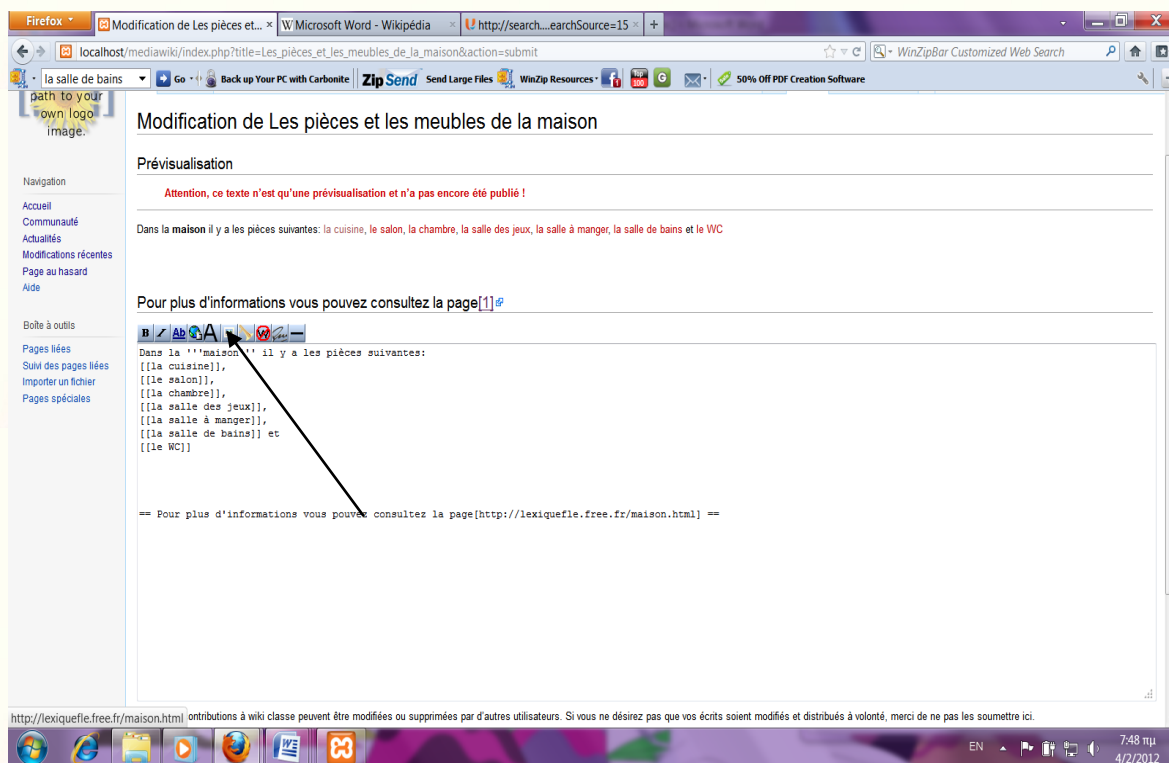 Firefox
Modification de Les pièces et... × Microsoft Word - Wikipédia × http://search....earchSource=15 × +
localhost/mediawiki/index.php?title=Les_pièces_et_les_meubles_de_la_maison&action=submit WinZipBar Customized Web Search
la salle de bains Go Back up Your PC with Carbonite ZipSend Send Large Files WinZip Resources Top 100 G 50% Off PDF Creation Software
path to your
own logo
image.
Modification de Les pièces et les meubles de la maison
Prévisualisation
Attention, ce texte n'est qu'une prévisualisation et n'a pas encore été publié !
Dans la maison il y a les pièces suivantes: la cuisine, le salon, la chambre, la salle des jeux, la salle à manger, la salle de bains et le WC
Navigation
Accueil
Communauté
Actualités
Modifications récentes
Page au hasard
Aide
Boîte à outils
Pages liées
Suivi des pages liées
Importer un fichier
Pages spéciales
Pour plus d'informations vous pouvez consultez la page[1]
B I Ab A W
Dans la '''maison''' il y a les pièces suivantes:
[[la cuisine]],
[[le salon]],
[[la chambre]],
[[la salle des jeux]],
[[la salle à manger]],
[[la salle de bains]] et
[[le WC]]
== Pour plus d'informations vous pouvez consultez la page[http://lexiquefle.free.fr/maison.html] ==
http://lexiquefle.free.fr/maison.html ontributions à wiki classe peuvent être modifiées ou supprimées par d'autres utilisateurs. Si vous ne désirez pas que vos écrits soient modifiés et distribués à volonté, merci de ne pas les soumettre ici.
EN 7:48 πμ
4/2/2012